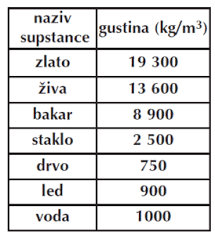 naziv supstance gustina (kg/m³)
zlato 19 300
živa 13 600
bakar 8 900
staklo 2 500
drvo 750
led 900
voda 1000